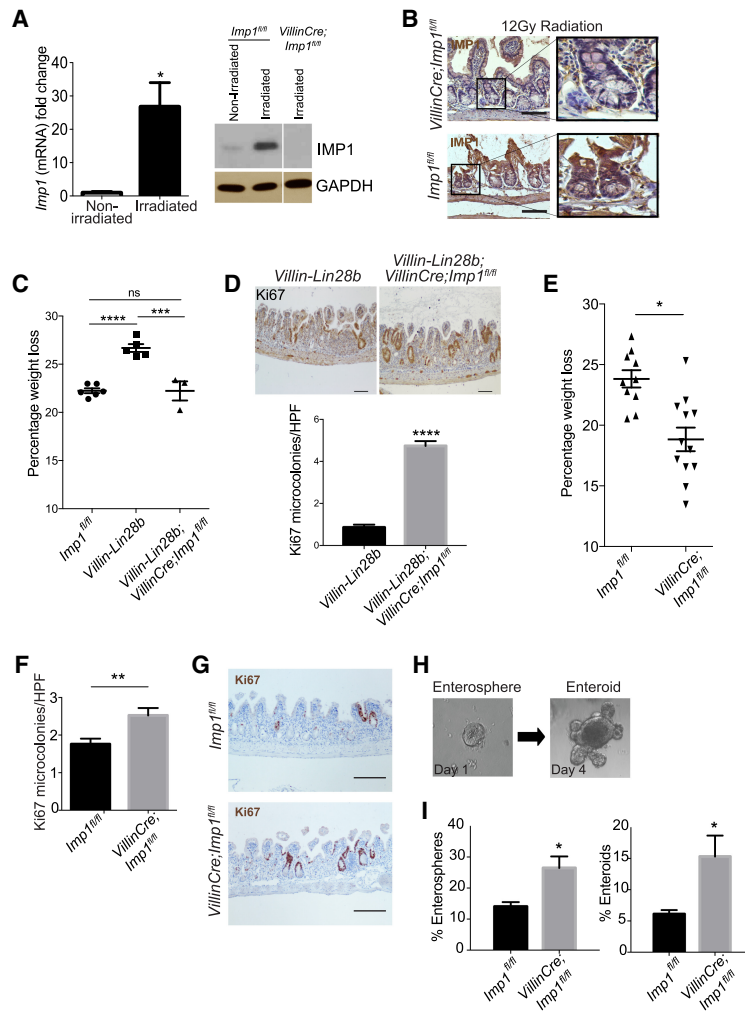 A
Imp1 (mRNA) fold change
40
30
20
10
0
*
Non-
irradiated
Irradiated
Imp1fl/fl
VillinCre;
Imp1fl/fl
Non-Irradiated
Irradiated
Irradiated
IMP1
GAPDH
B
12Gy Radiation
VillinCre;Imp1fl/fl
IMP1
Imp1fl/fl
IMP1
C
Percentage weight loss
30
25
20
15
10
ns
****
***
Imp1fl/fl
Villin-Lin28b
Villin-Lin28b;
VillinCre;Imp1fl/fl
D
Villin-Lin28b
Villin-Lin28b;
VillinCre;Imp1fl/fl
Ki67
Ki67 microcolonies/HPF
6
4
2
0
****
Villin-Lin28b
Villin-Lin28b;
VillinCre;Imp1fl/fl
E
Percentage weight loss
30
25
20
15
10
*
Imp1fl/fl
VillinCre;
Imp1fl/fl
F
Ki67 microcolonies/HPF
3
2
1
0
**
Imp1fl/fl
VillinCre;
Imp1fl/fl
G
Imp1fl/fl
Ki67
VillinCre;Imp1fl/fl
Ki67
H
Enterosphere
Enteroid
Day 1
Day 4
I
% Enterospheres
40
30
20
10
0
*
Imp1fl/fl
VillinCre;
Imp1fl/fl
% Enteroids
20
15
10
5
0
*
Imp1fl/fl
VillinCre;
Imp1fl/fl